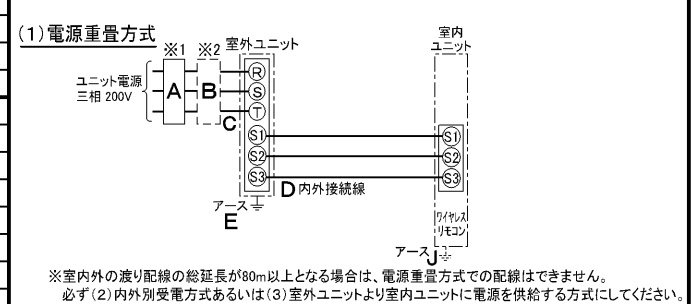 (1)電源重畳方式
※1
※2
室外ユニット
室内
ユニット
ユニット電源
三相 200V
A
B
C
R
S
T
S1
S2
S3
S1
S2
S3
D 内外接続線
アース
E
ワイヤレス
リモコン
アース J
※室内外の渡り配線の総延長が80m以上となる場合は、電源重畳方式での配線はできません。
必ず(2)内外別受電方式あるいは(3)室外ユニットより室内ユニットに電源を供給する方式にしてください。